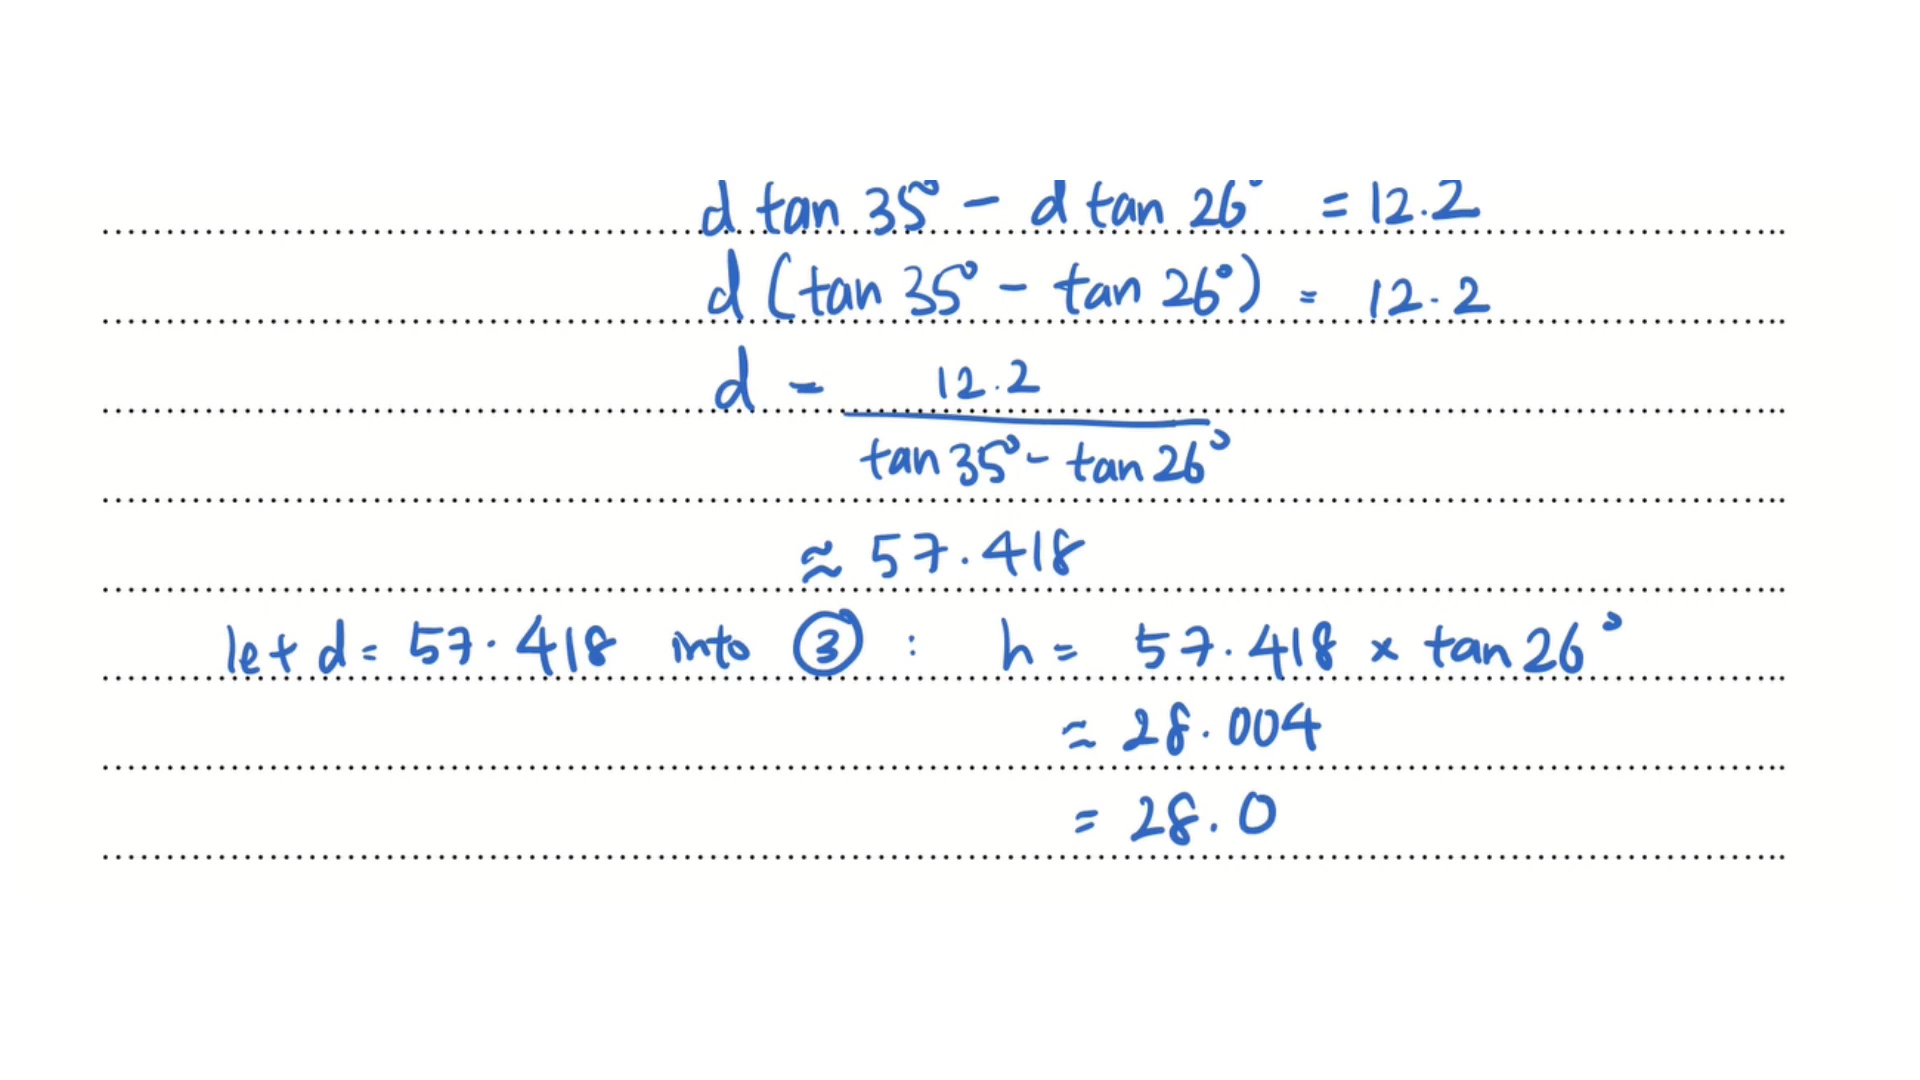 d tan 35° - d tan 26° = 12.2
d (tan 35° - tan 26°) = 12.2
d = 12.2 / tan 35° - tan 26°
≈ 57.418
let d = 57.418 into ③ : h = 57.418 × tan 26°
≈ 28.004
= 28.0